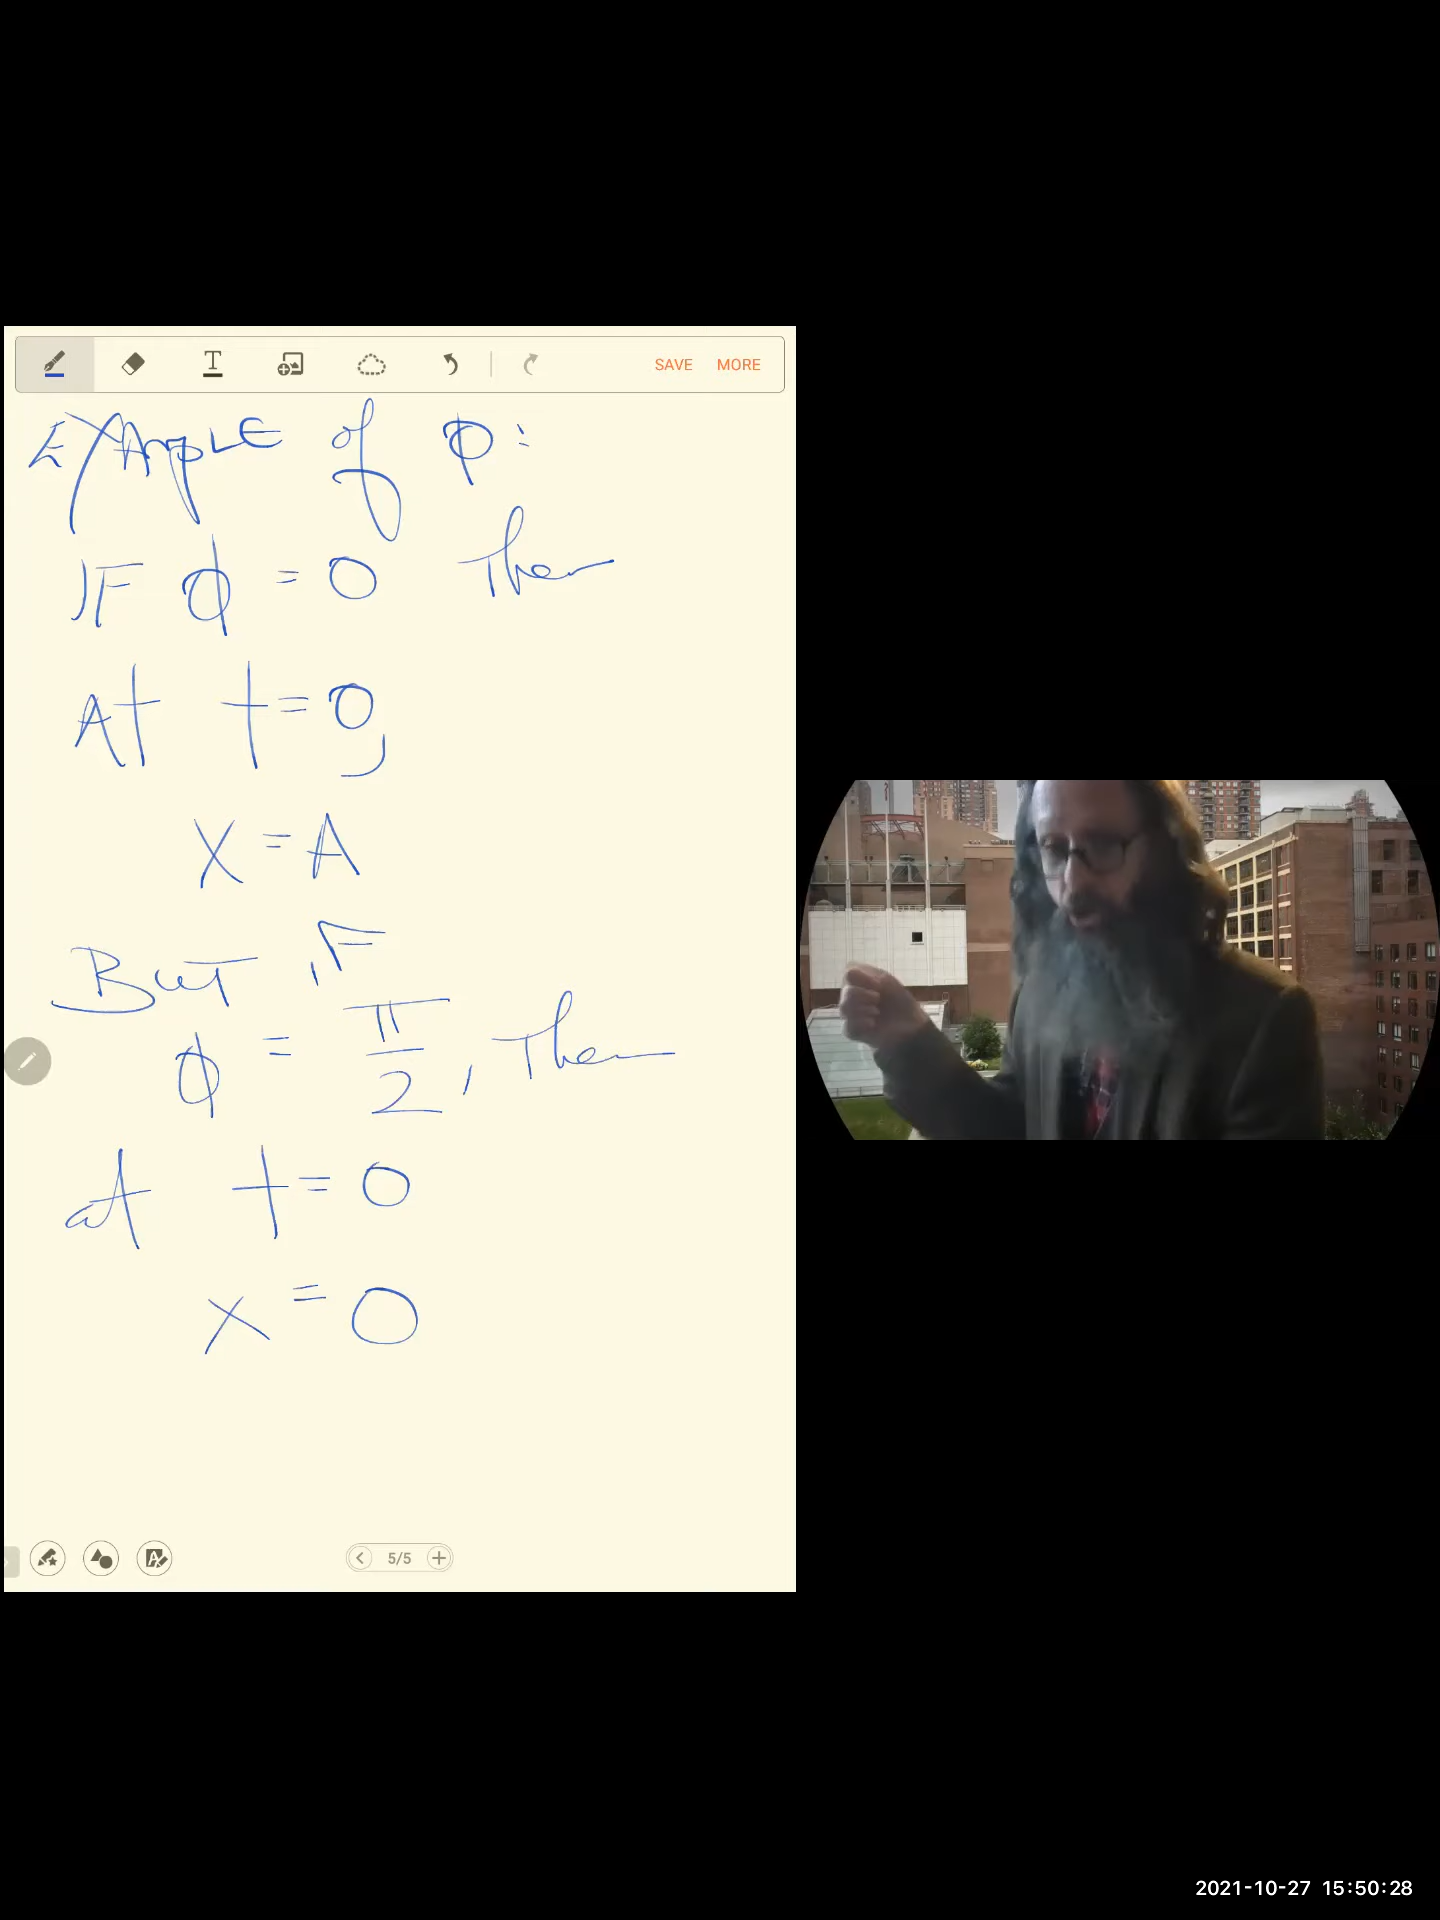 SAVE MORE
EXAmpLE of φ:
IF φ = 0 Then
At t = 0,
x = A
But IF
φ = π/2, Then
at t = 0
x = 0
5/5
2021-10-27 15:50:28